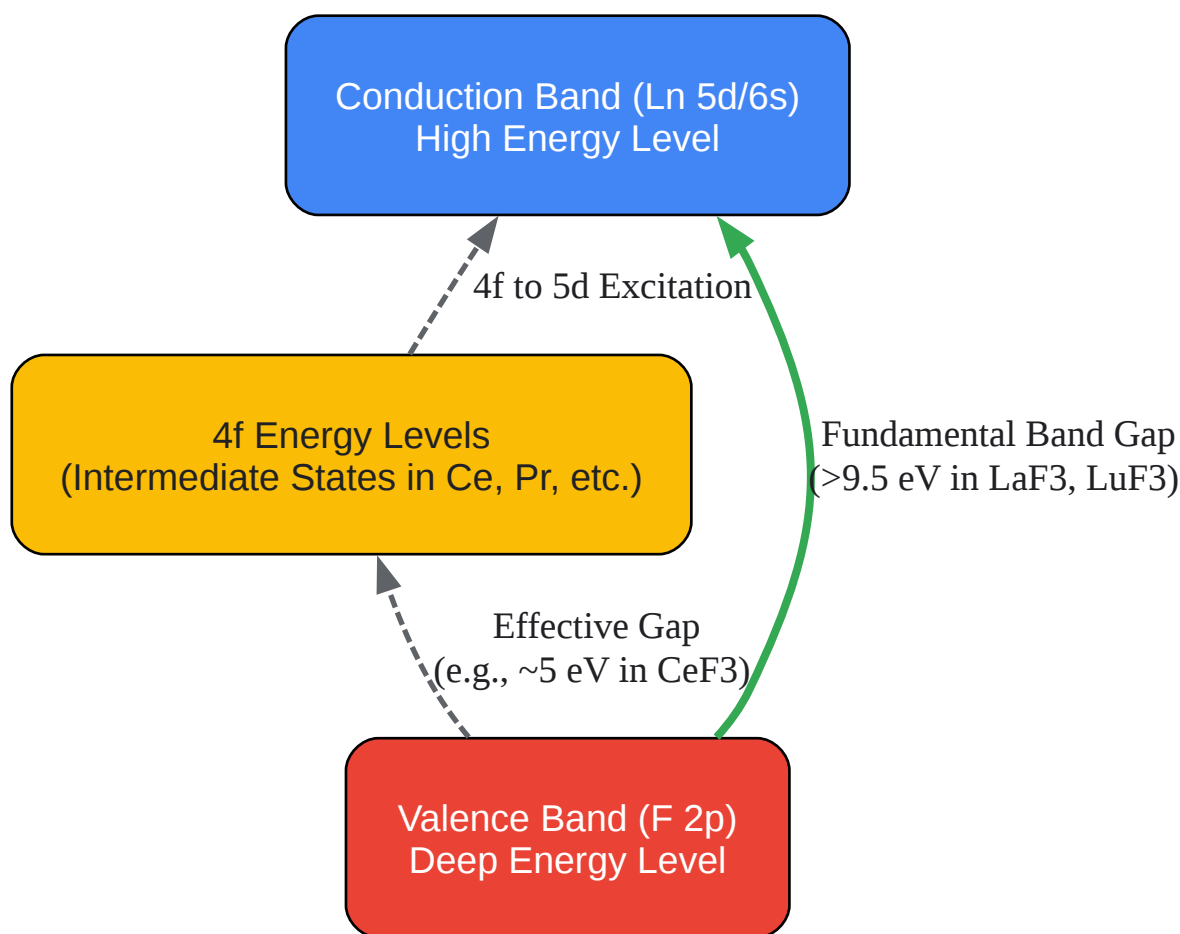 Conduction Band (Ln 5d/6s)
High Energy Level
4f to 5d Excitation
4f Energy Levels
(Intermediate States in Ce, Pr, etc.)
Fundamental Band Gap
(>9.5 eV in LaF3, LuF3)
Effective Gap
(e.g., ~5 eV in CeF3)
Valence Band (F 2p)
Deep Energy Level